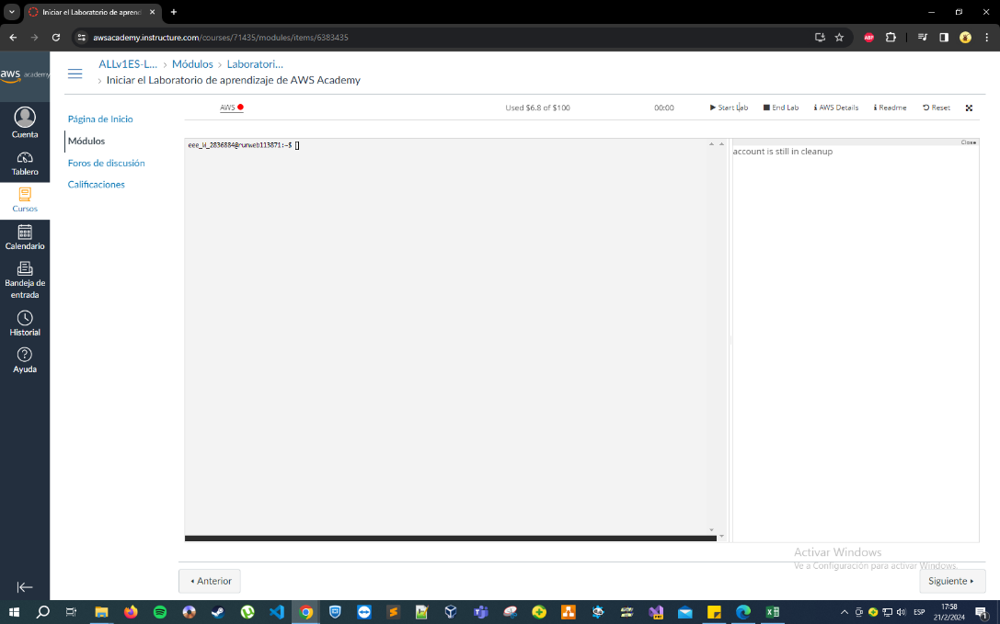 Iniciar el Laboratorio de aprend
awsacademy.instructure.com/courses/71435/modules/items/6383435
ABP
aws academy
Cuenta
Tablero
Cursos
Calendario
Bandeja de
entrada
Historial
Ayuda
ALLv1ES-L... › Módulos › Laboratori...
› Iniciar el Laboratorio de aprendizaje de AWS Academy
Página de Inicio
Módulos
Foros de discusión
Calificaciones
AWS Used $6.8 of $100 00:00 Start Lab End Lab AWS Details Readme Reset
eee_W_2836884@runweb113871:~$
Close
account is still in cleanup
Activar Windows
Ve a Configuración para activar Windows.
Anterior
Siguiente
ESP
17:58
21/2/2024
1